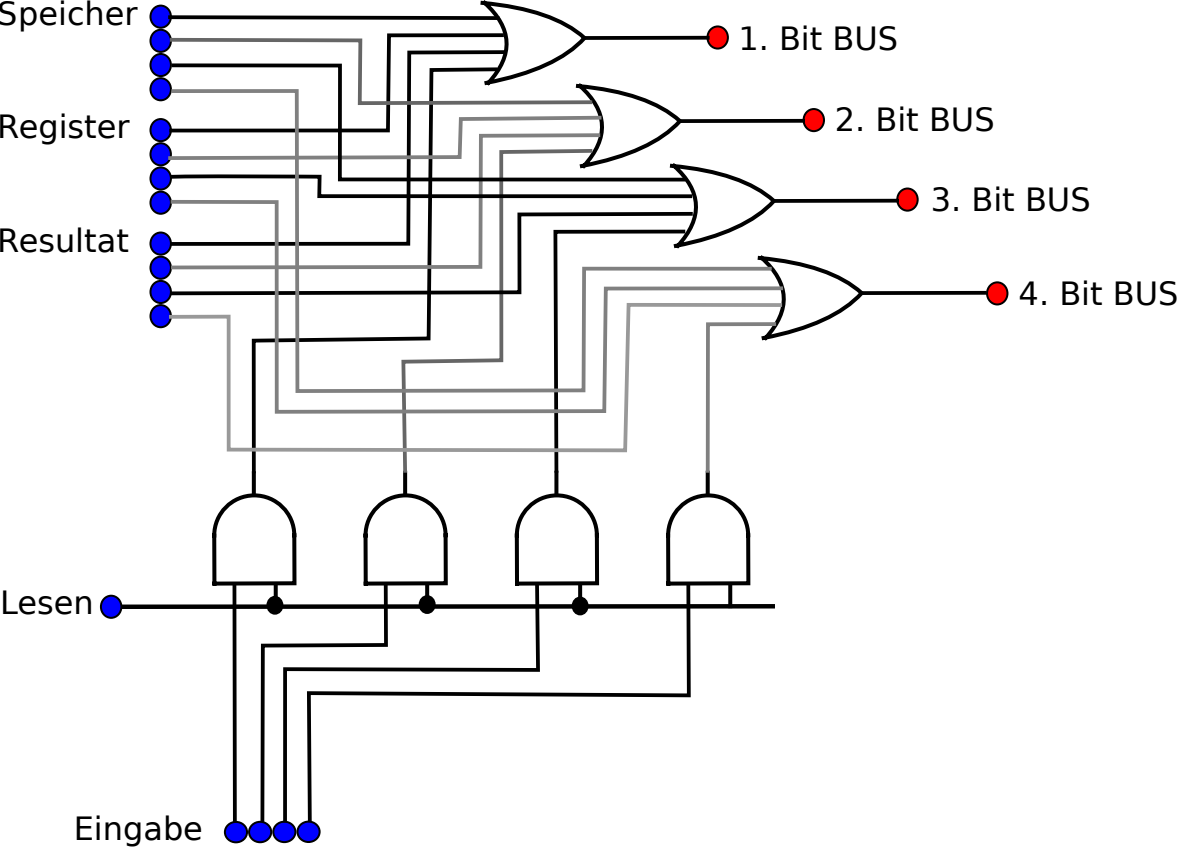 Speicher
1. Bit BUS
2. Bit BUS
Register
3. Bit BUS
Resultat
4. Bit BUS
Lesen
Eingabe